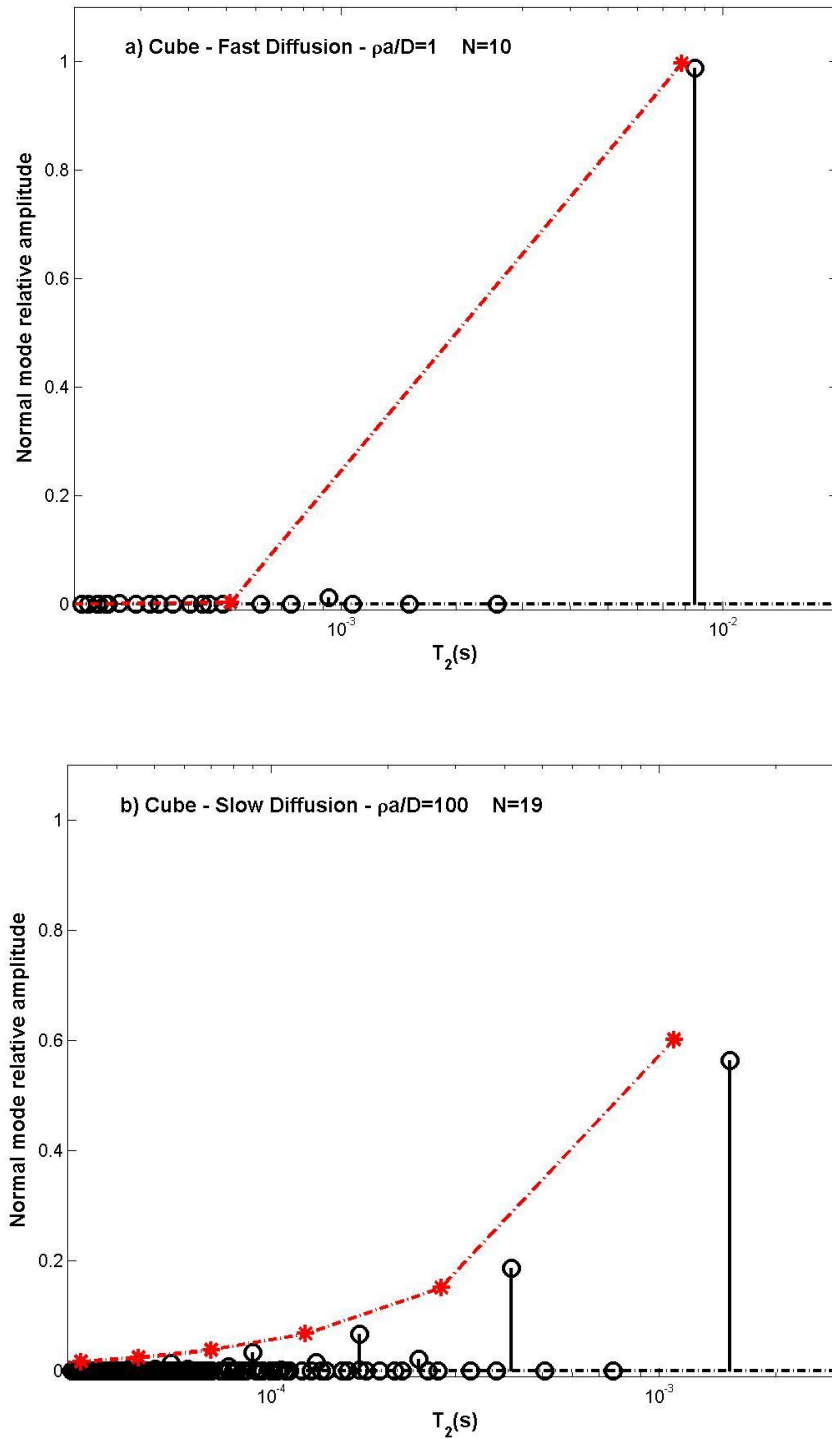 a) Cube - Fast Diffusion - ρa/D=1 N=10
1
0.8
0.6
0.4
0.2
0
Normal mode relative amplitude
10⁻³
10⁻²
T₂(s)
b) Cube - Slow Diffusion - ρa/D=100 N=19
1
0.8
0.6
0.4
0.2
0
Normal mode relative amplitude
10⁻⁴
10⁻³
T₂(s)